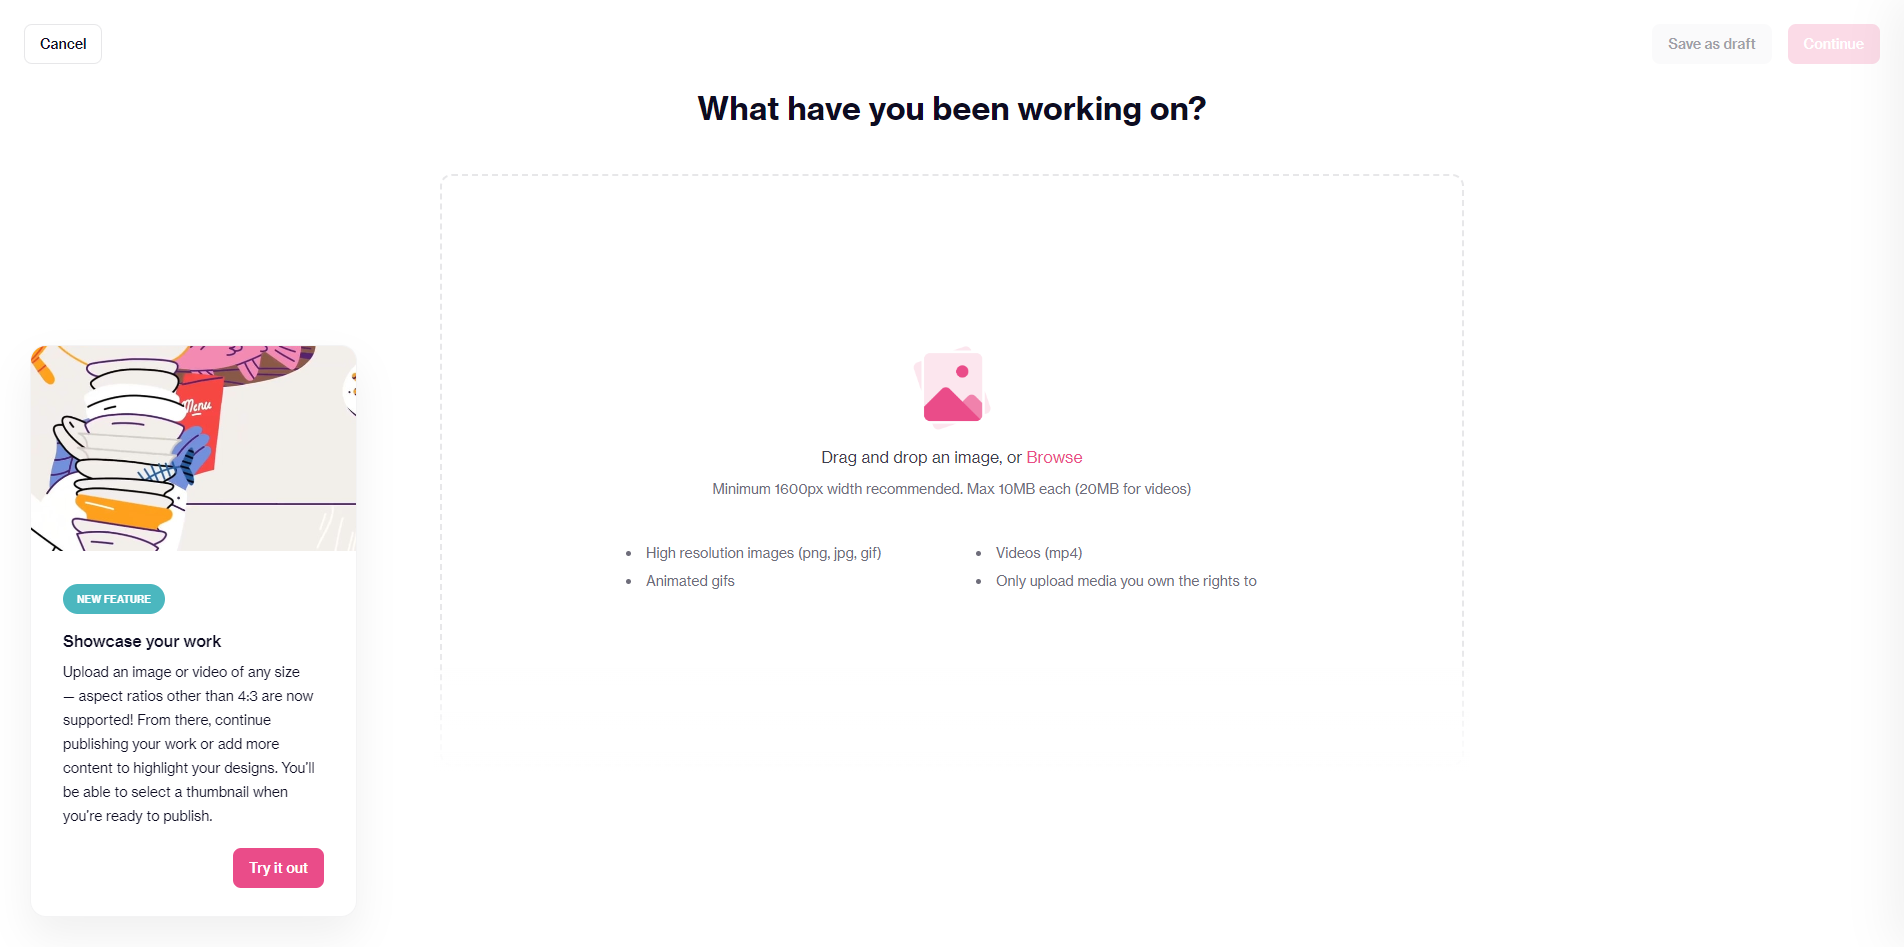 Cancel
Save as draft
Continue
What have you been working on?
Drag and drop an image, or Browse
Minimum 1600px width recommended. Max 10MB each (20MB for videos)
High resolution images (png, jpg, gif)
Animated gifs
Videos (mp4)
Only upload media you own the rights to
Menu
NEW FEATURE
Showcase your work
Upload an image or video of any size
— aspect ratios other than 4:3 are now
supported! From there, continue
publishing your work or add more
content to highlight your designs. You'll
be able to select a thumbnail when
you're ready to publish.
Try it out